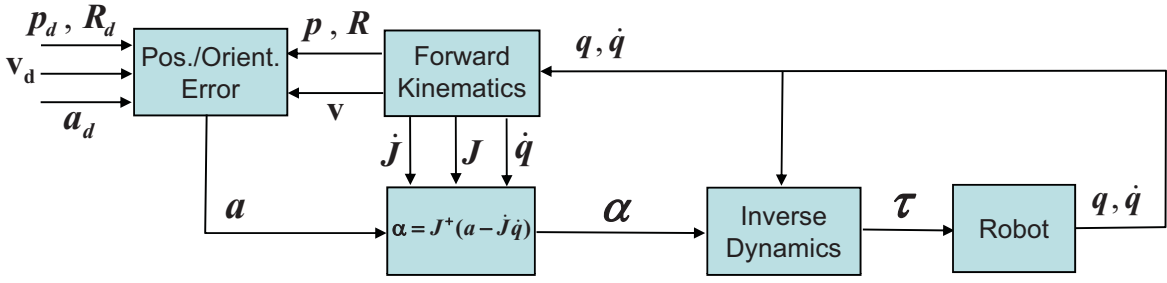 p_d , R_d
v_d
a_d
Pos./Orient.
Error
p , R
v
Forward
Kinematics
q, q̇
J̇
J
q̇
a
α = J⁺(a − J̇q̇)
α
Inverse
Dynamics
τ
Robot
q, q̇